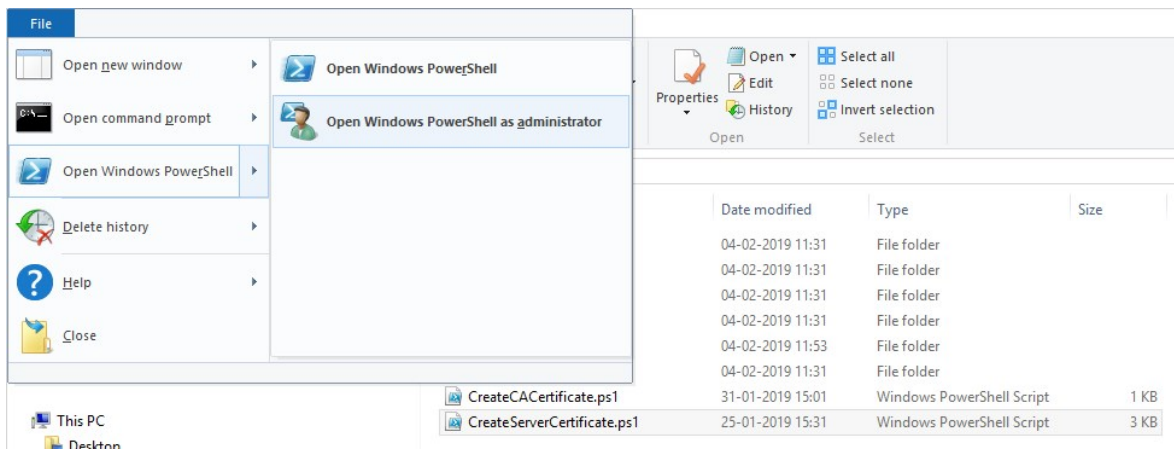 File
Open new window
Open command prompt
Open Windows PowerShell
Delete history
Help
Close
Open Windows PowerShell
Open Windows PowerShell as administrator
Properties
Open
Edit
History
Open
Select all
Select none
Invert selection
Select
Date modified Type Size
04-02-2019 11:31 File folder
04-02-2019 11:31 File folder
04-02-2019 11:31 File folder
04-02-2019 11:31 File folder
04-02-2019 11:53 File folder
04-02-2019 11:31 File folder
CreateCACertificate.ps1 31-01-2019 15:01 Windows PowerShell Script 1 KB
CreateServerCertificate.ps1 25-01-2019 15:31 Windows PowerShell Script 3 KB
This PC
Desktop